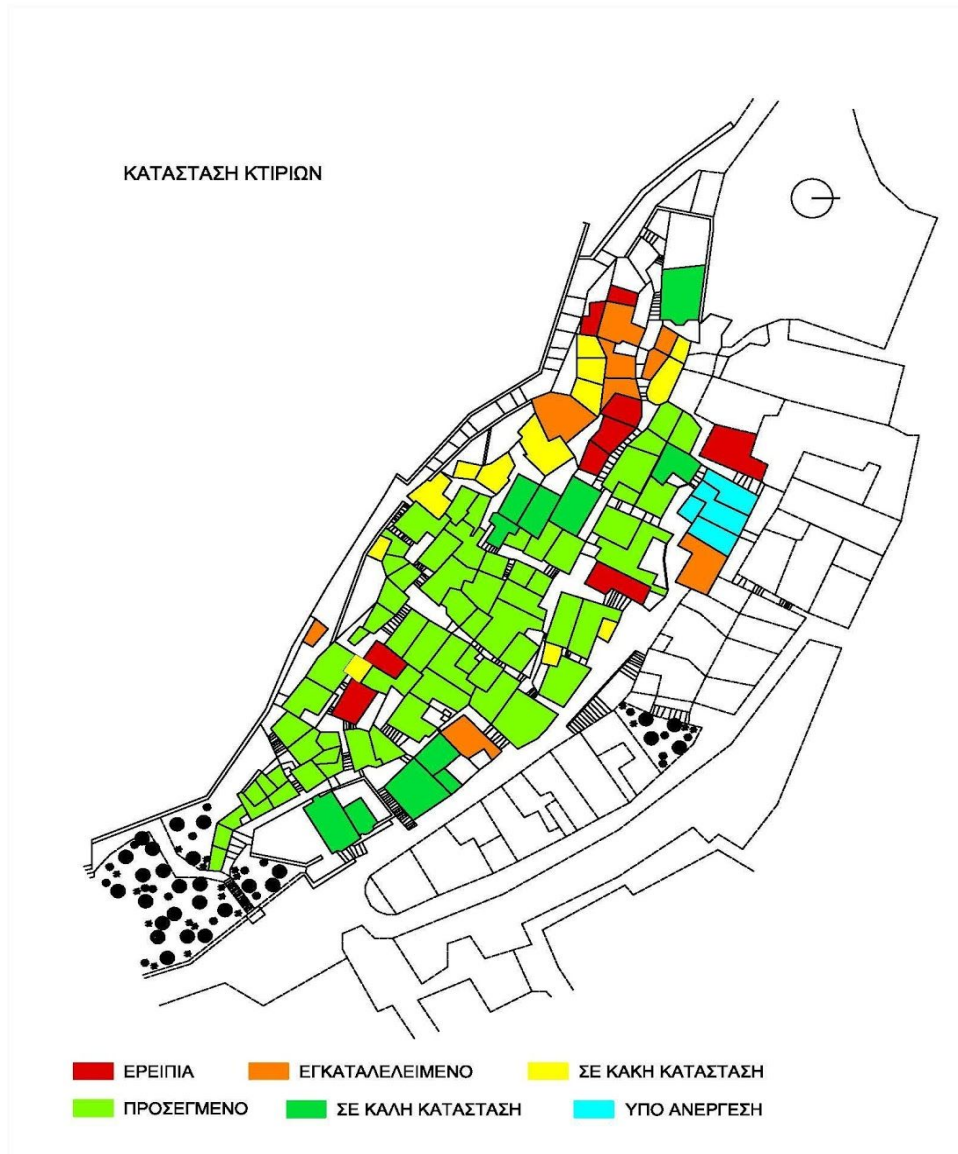 ΚΑΤΑΣΤΑΣΗ ΚΤΙΡΙΩΝ
ΕΡΕΙΠΙΑ ΕΓΚΑΤΑΛΕΛΕΙΜΕΝΟ ΣΕ ΚΑΚΗ ΚΑΤΑΣΤΑΣΗ
ΠΡΟΣΕΓΜΕΝΟ ΣΕ ΚΑΛΗ ΚΑΤΑΣΤΑΣΗ ΥΠΟ ΑΝΕΡΓΕΣΗ